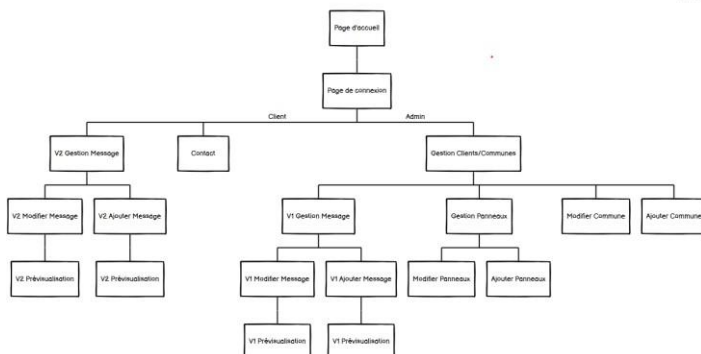 Page d'accueil
Page de connexion
Client
Admin
V2 Gestion Message
Contact
Gestion Clients/Communes
V2 Modifier Message
V2 Ajouter Message
V1 Gestion Message
Gestion Panneaux
Modifier Commune
Ajouter Commune
V2 Prévisualisation
V2 Prévisualisation
V1 Modifier Message
V1 Ajouter Message
Modifier Panneaux
Ajouter Panneaux
V1 Prévisualisation
V1 Prévisualisation